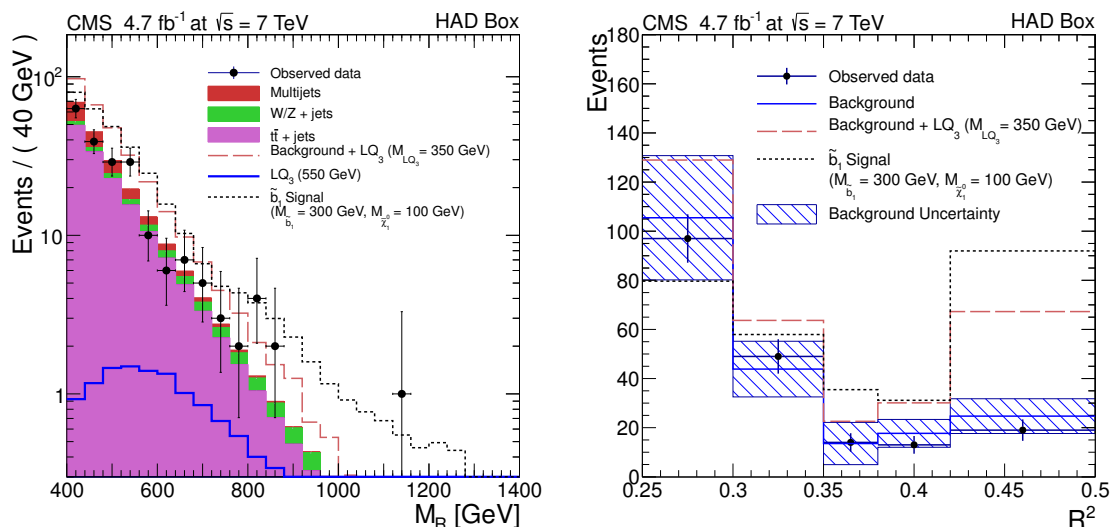 CMS 4.7 fb⁻¹ at √s = 7 TeV HAD Box
Events / ( 40 GeV )
10²
10
1
Observed data
Multijets
W/Z + jets
tt̄ + jets
Background + LQ₃ (M_LQ₃ = 350 GeV)
LQ₃ (550 GeV)
b̃₁ Signal
(M_b̃₁ = 300 GeV, M_χ̃₁⁰ = 100 GeV)
400 600 800 1000 1200 1400
M_R [GeV]
CMS 4.7 fb⁻¹ at √s = 7 TeV HAD Box
Events
180
160
140
120
100
80
60
40
20
0
Observed data
Background
Background + LQ₃ (M_LQ₃ = 350 GeV)
b̃₁ Signal
(M_b̃₁ = 300 GeV, M_χ̃₁⁰ = 100 GeV)
Background Uncertainty
0.25 0.3 0.35 0.4 0.45 0.5
R²